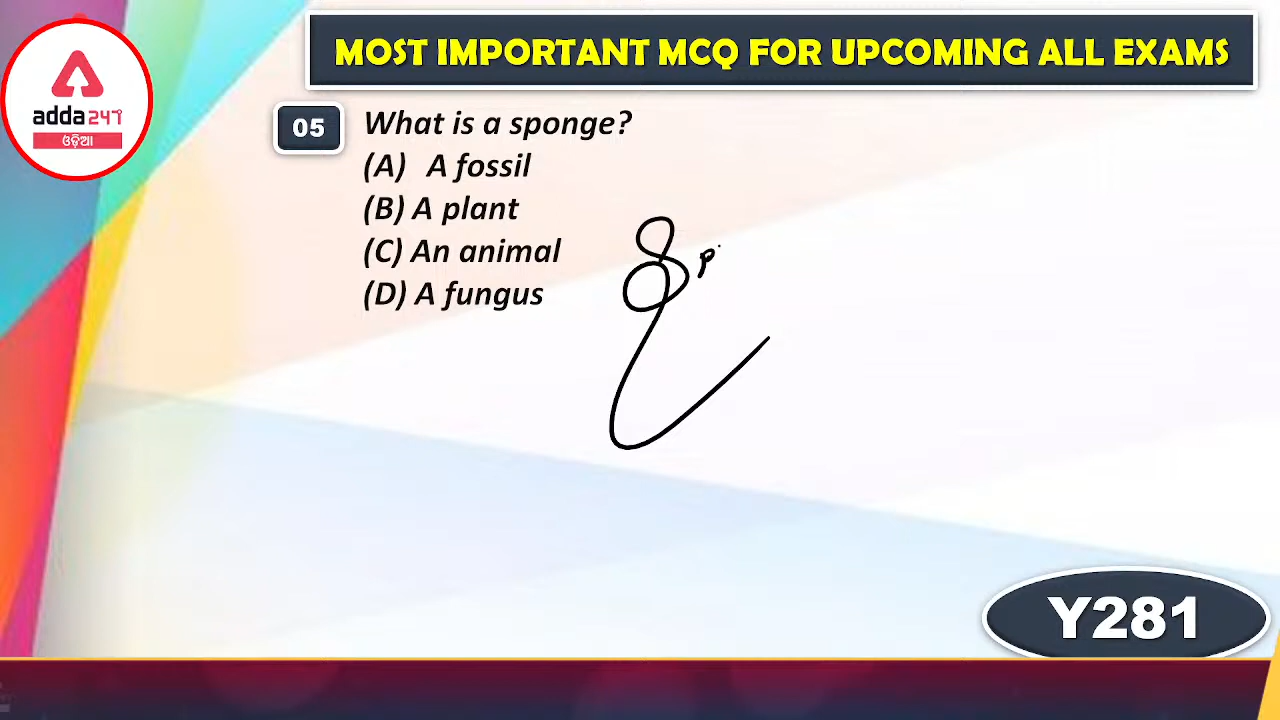 MOST IMPORTANT MCQ FOR UPCOMING ALL EXAMS
adda247
ଓଡ଼ିଆ
05 What is a sponge?
(A) A fossil
(B) A plant
(C) An animal
(D) A fungus
Y281